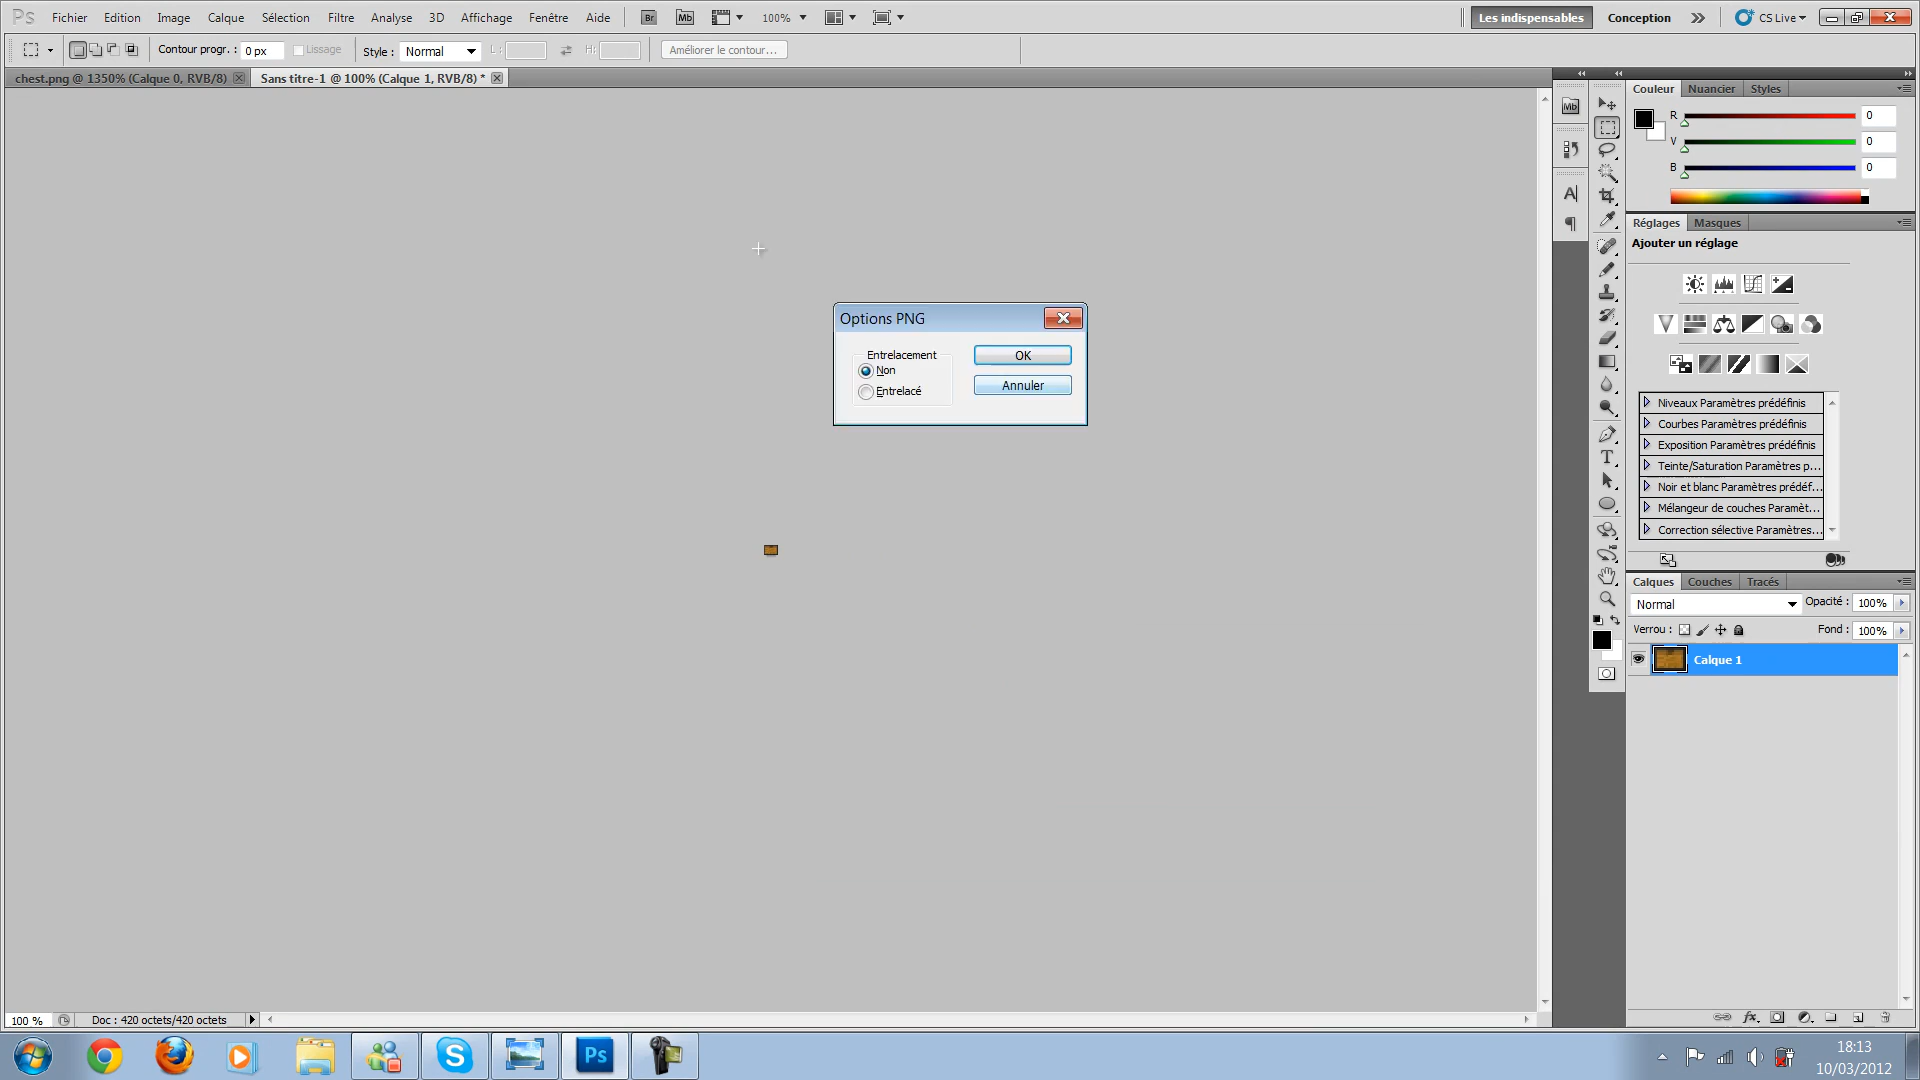 Ps Fichier Edition Image Calque Sélection Filtre Analyse 3D Affichage Fenêtre Aide Br Mb 100% Les indispensables Conception CS Live
Contour progr. : 0 px Lissage Style : Normal L : H : Améliorer le contour...
chest.png @ 1350% (Calque 0, RVB/8) Sans titre-1 @ 100% (Calque 1, RVB/8) *
Couleur Nuancier Styles
Mb
R 0
V 0
B 0
Réglages Masques
Ajouter un réglage
Options PNG
Entrelacement
Non
Entrelacé
OK
Annuler
Niveaux Paramètres prédéfinis
Courbes Paramètres prédéfinis
Exposition Paramètres prédéfinis
Teinte/Saturation Paramètres p...
Noir et blanc Paramètres prédéf...
Mélangeur de couches Paramèt...
Correction sélective Paramètres...
Calques Couches Tracés
Normal Opacité : 100%
Verrou : Fond : 100%
Calque 1
100 % Doc : 420 octets/420 octets
Ps
18:13
10/03/2012